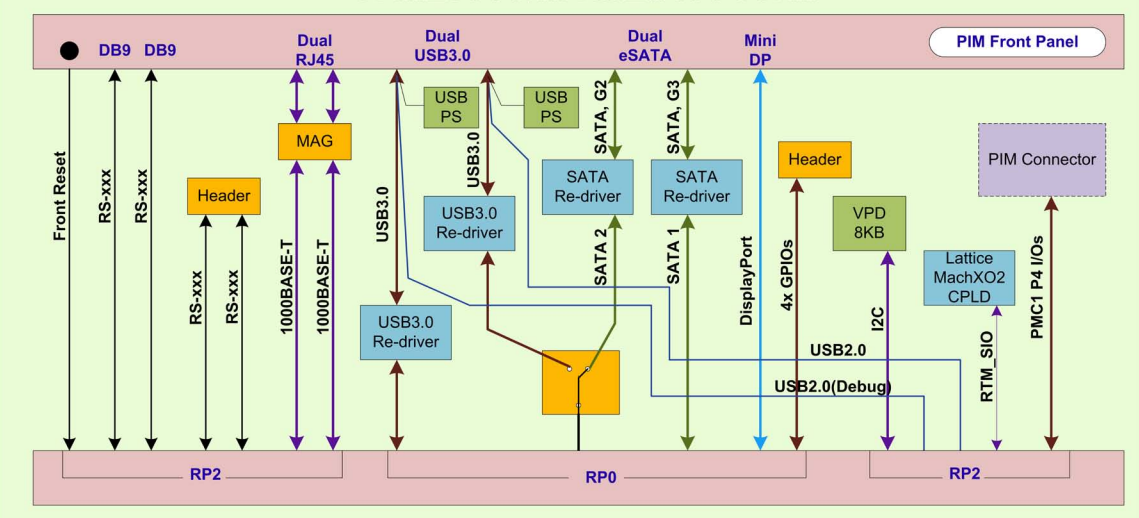 DB9
DB9
Dual
RJ45
Dual
USB3.0
Dual
eSATA
Mini
DP
PIM Front Panel
USB
PS
USB
PS
SATA, G2
SATA, G3
MAG
Header
PIM Connector
Front Reset
RS-xxx
RS-xxx
Header
USB3.0
USB3.0
SATA
Re-driver
SATA
Re-driver
USB3.0
Re-driver
VPD
8KB
RS-xxx
RS-xxx
1000BASE-T
1000BASE-T
SATA 2
SATA 1
DisplayPort
4x GPIOs
I2C
Lattice
MachXO2
CPLD
PMC1 P4 I/Os
USB3.0
Re-driver
USB2.0
RTM_SIO
USB2.0(Debug)
RP2
RP0
RP2